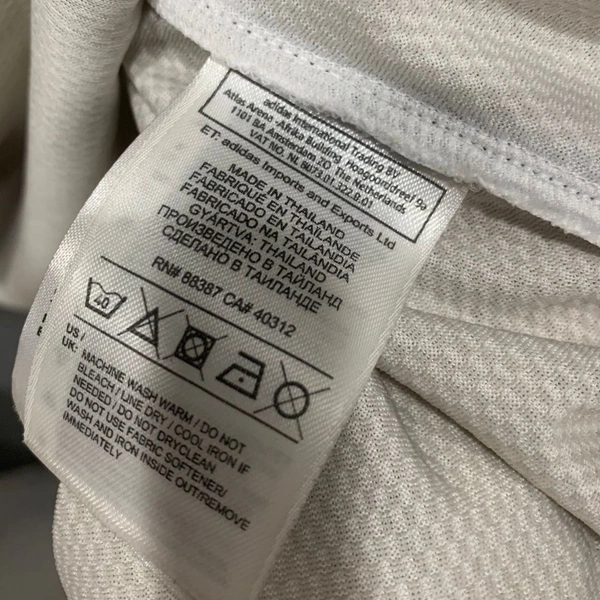 adidas International Trading BV
Atlas Arena -Afrika Building, Hoogoorddreef 9a
1101 BA Amsterdam ZO, The Netherlands
VAT NO. NL 8073.01.322.B.01
ET: adidas Imports and Exports Ltd
MADE IN THAILAND
FABRIQUE EN THAILANDE
FABRICADO EN TAILANDIA
FABRICADO NA TAILÂNDIA
GYÁRTVA: THAILAND
ПРОИЗВЕДЕНО В ТАЙЛАНД
СДЕЛАНО В ТАИЛАНДЕ
RN# 88387 CA# 40312
40
US /
UK: MACHINE WASH WARM / DO NOT
BLEACH / LINE DRY / COOL IRON IF
NEEDED / DO NOT DRYCLEAN
DO NOT USE FABRIC SOFTENER/
WASH AND IRON INSIDE OUT/REMOVE
IMMEDIATELY